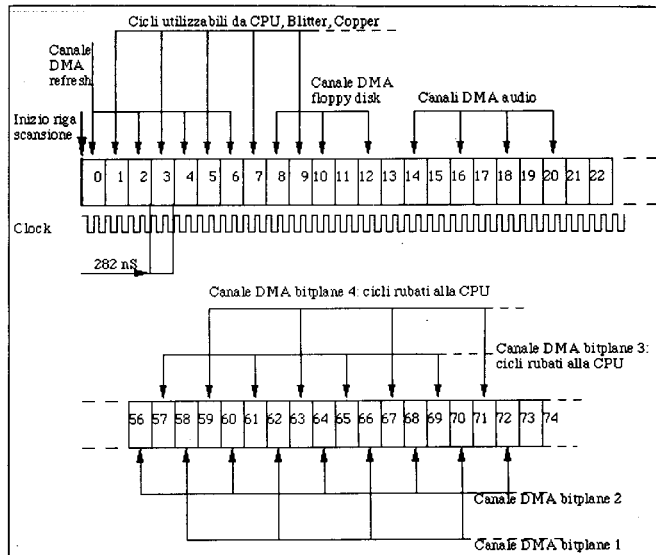 Cicli utilizzabili da CPU, Blitter, Copper
Canale
DMA
refresh
Canale DMA
floppy disk
Canali DMA audio
Inizio riga
scansione
0 1 2 3 4 5 6 7 8 9 10 11 12 13 14 15 16 17 18 19 20 21 22
Clock
282 nS
Canale DMA bitplane 4: cicli rubati alla CPU
Canale DMA bitplane 3:
cicli rubati alla CPU
56 57 58 59 60 61 62 63 64 65 66 67 68 69 70 71 72 73 74
Canale DMA bitplane 2
Canale DMA bitplane 1